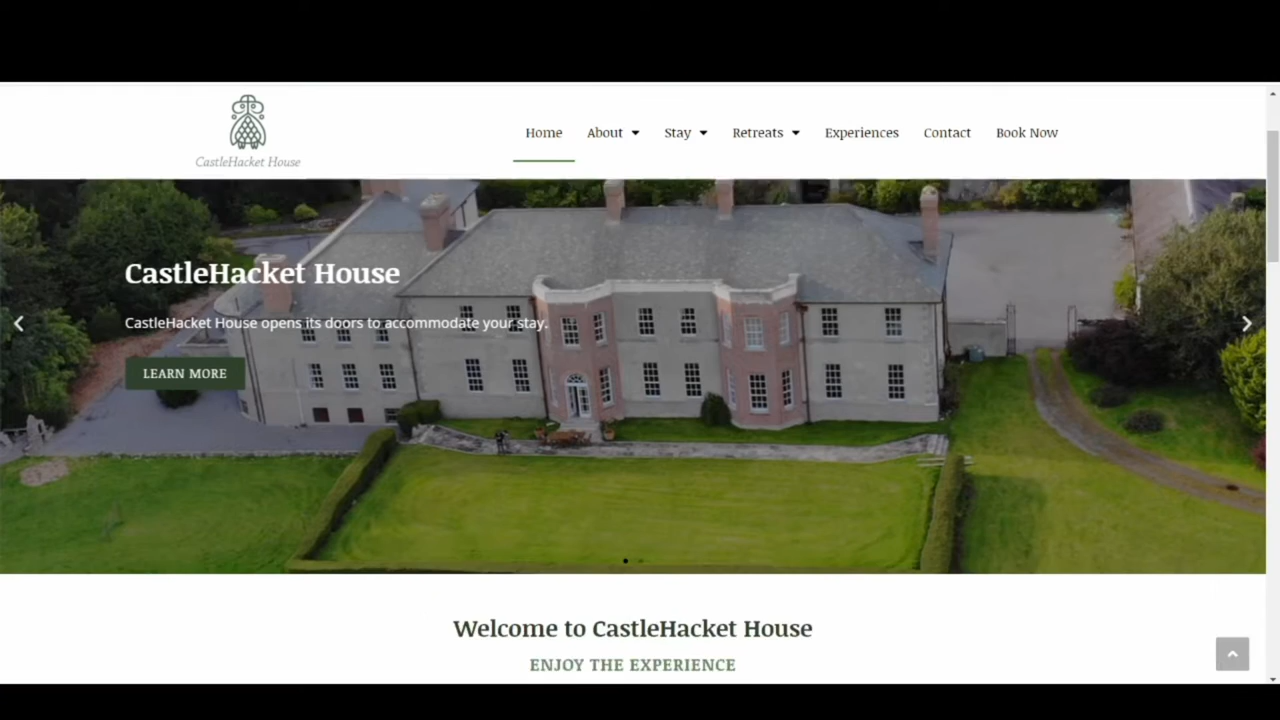 CastleHacket House
Home
About
Stay
Retreats
Experiences
Contact
Book Now
CastleHacket House
CastleHacket House opens its doors to accommodate your stay.
LEARN MORE
Welcome to CastleHacket House
ENJOY THE EXPERIENCE